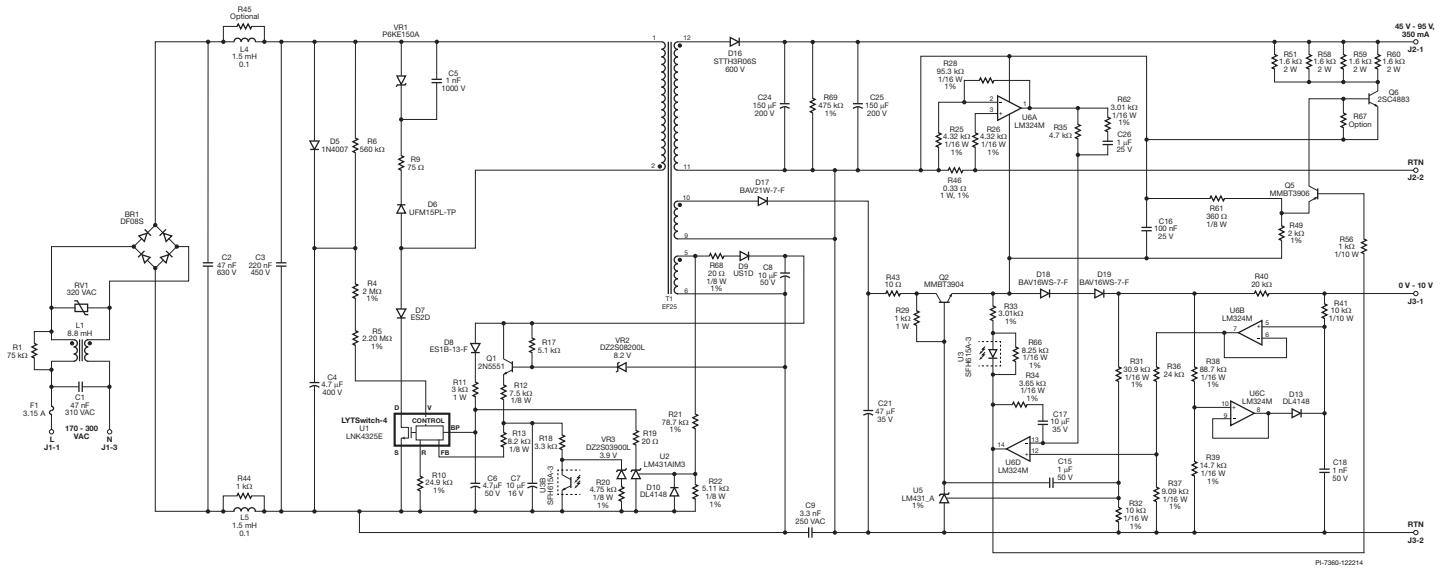 R45
Optional
L4
1.5 mH
0.1
VR1
P6KE150A
C5
1 nF
1000 V
D5
1N4007
R6
560 kΩ
R9
75 Ω
D6
UFM15PL-TP
BR1
DF08S
C2
47 nF
630 V
C3
220 nF
450 V
RV1
320 VAC
L1
8.8 mH
R1
75 kΩ
C1
47 nF
310 VAC
F1
3.15 A
170 - 300
VAC
L
J1-1
N
J1-3
R4
2 MΩ
1%
R5
2.20 MΩ
1%
D7
ES2D
C4
4.7 µF
400 V
LYTSwitch-4
U1
LNK4325E
D
V
CONTROL
BP
S
R
FB
R10
24.9 kΩ
1%
R44
1 kΩ
L5
1.5 mH
0.1
D8
ES1B-13-F
R11
3 kΩ
1 W
Q1
2N5551
R12
7.5 kΩ
1/8 W
R13
8.2 kΩ
1/8 W
R17
5.1 kΩ
VR2
DZ2S08200L
8.2 V
C6
4.7µF
50 V
C7
10 µF
16 V
R18
3.3 kΩ
U3B
SFH615A-3
VR3
DZ2S03900L
3.9 V
R20
4.75 kΩ
1/8 W
1%
R19
20 Ω
U2
LM431AIM3
D10
DL4148
R21
78.7 kΩ
1%
R22
5.11 kΩ
1/8 W
1%
1
2
12
11
10
9
5
6
T1
EF25
R68
20 Ω
1/8 W
1%
D9
US1D
C8
10 µF
50 V
C9
3.3 nF
250 VAC
D16
STTH3R06S
600 V
C24
150 µF
200 V
R69
475 kΩ
1%
C25
150 µF
200 V
D17
BAV21W-7-F
R28
95.3 kΩ
1/16 W
1%
2
3
1
U6A
LM324M
R25
4.32 kΩ
1/16 W
1%
R26
4.32 kΩ
1/16 W
1%
R46
0.33 Ω
1 W, 1%
R35
4.7 kΩ
R62
3.01 kΩ
1/16 W
1%
C26
1 µF
25 V
R51
1.6 kΩ
2 W
R58
1.6 kΩ
2 W
R59
1.6 kΩ
2 W
R60
1.6 kΩ
2 W
Q6
2SC4883
R67
Option
45 V - 95 V,
350 mA
J2-1
RTN
J2-2
Q5
MMBT3906
C16
100 nF
25 V
R61
360 Ω
1/8 W
R49
2 kΩ
1%
R56
1 kΩ
1/10 W
R43
10 Ω
Q2
MMBT3904
R29
1 kΩ
1 W
D18
BAV16WS-7-F
D19
BAV16WS-7-F
R33
3.01kΩ
1%
U3
SFH615A-3
R66
8.25 kΩ
1/16 W
1%
R34
3.65 kΩ
1/16 W
1%
C17
10 µF
35 V
14
13
12
U6D
LM324M
C21
47 µF
35 V
C15
1 µF
50 V
U5
LM431_A
1%
R31
30.9 kΩ
1/16 W
1%
R32
10 kΩ
1/16 W
1%
R36
24 kΩ
R37
9.09 kΩ
1/16 W
1%
R38
88.7 kΩ
1/16 W
1%
R39
14.7 kΩ
1/16 W
1%
R40
20 kΩ
U6B
LM324M
7
5
6
R41
10 kΩ
1/10 W
U6C
LM324M
10
9
8
D13
DL4148
C18
1 nF
50 V
0 V - 10 V
J3-1
RTN
J3-2
PI-7360-122214